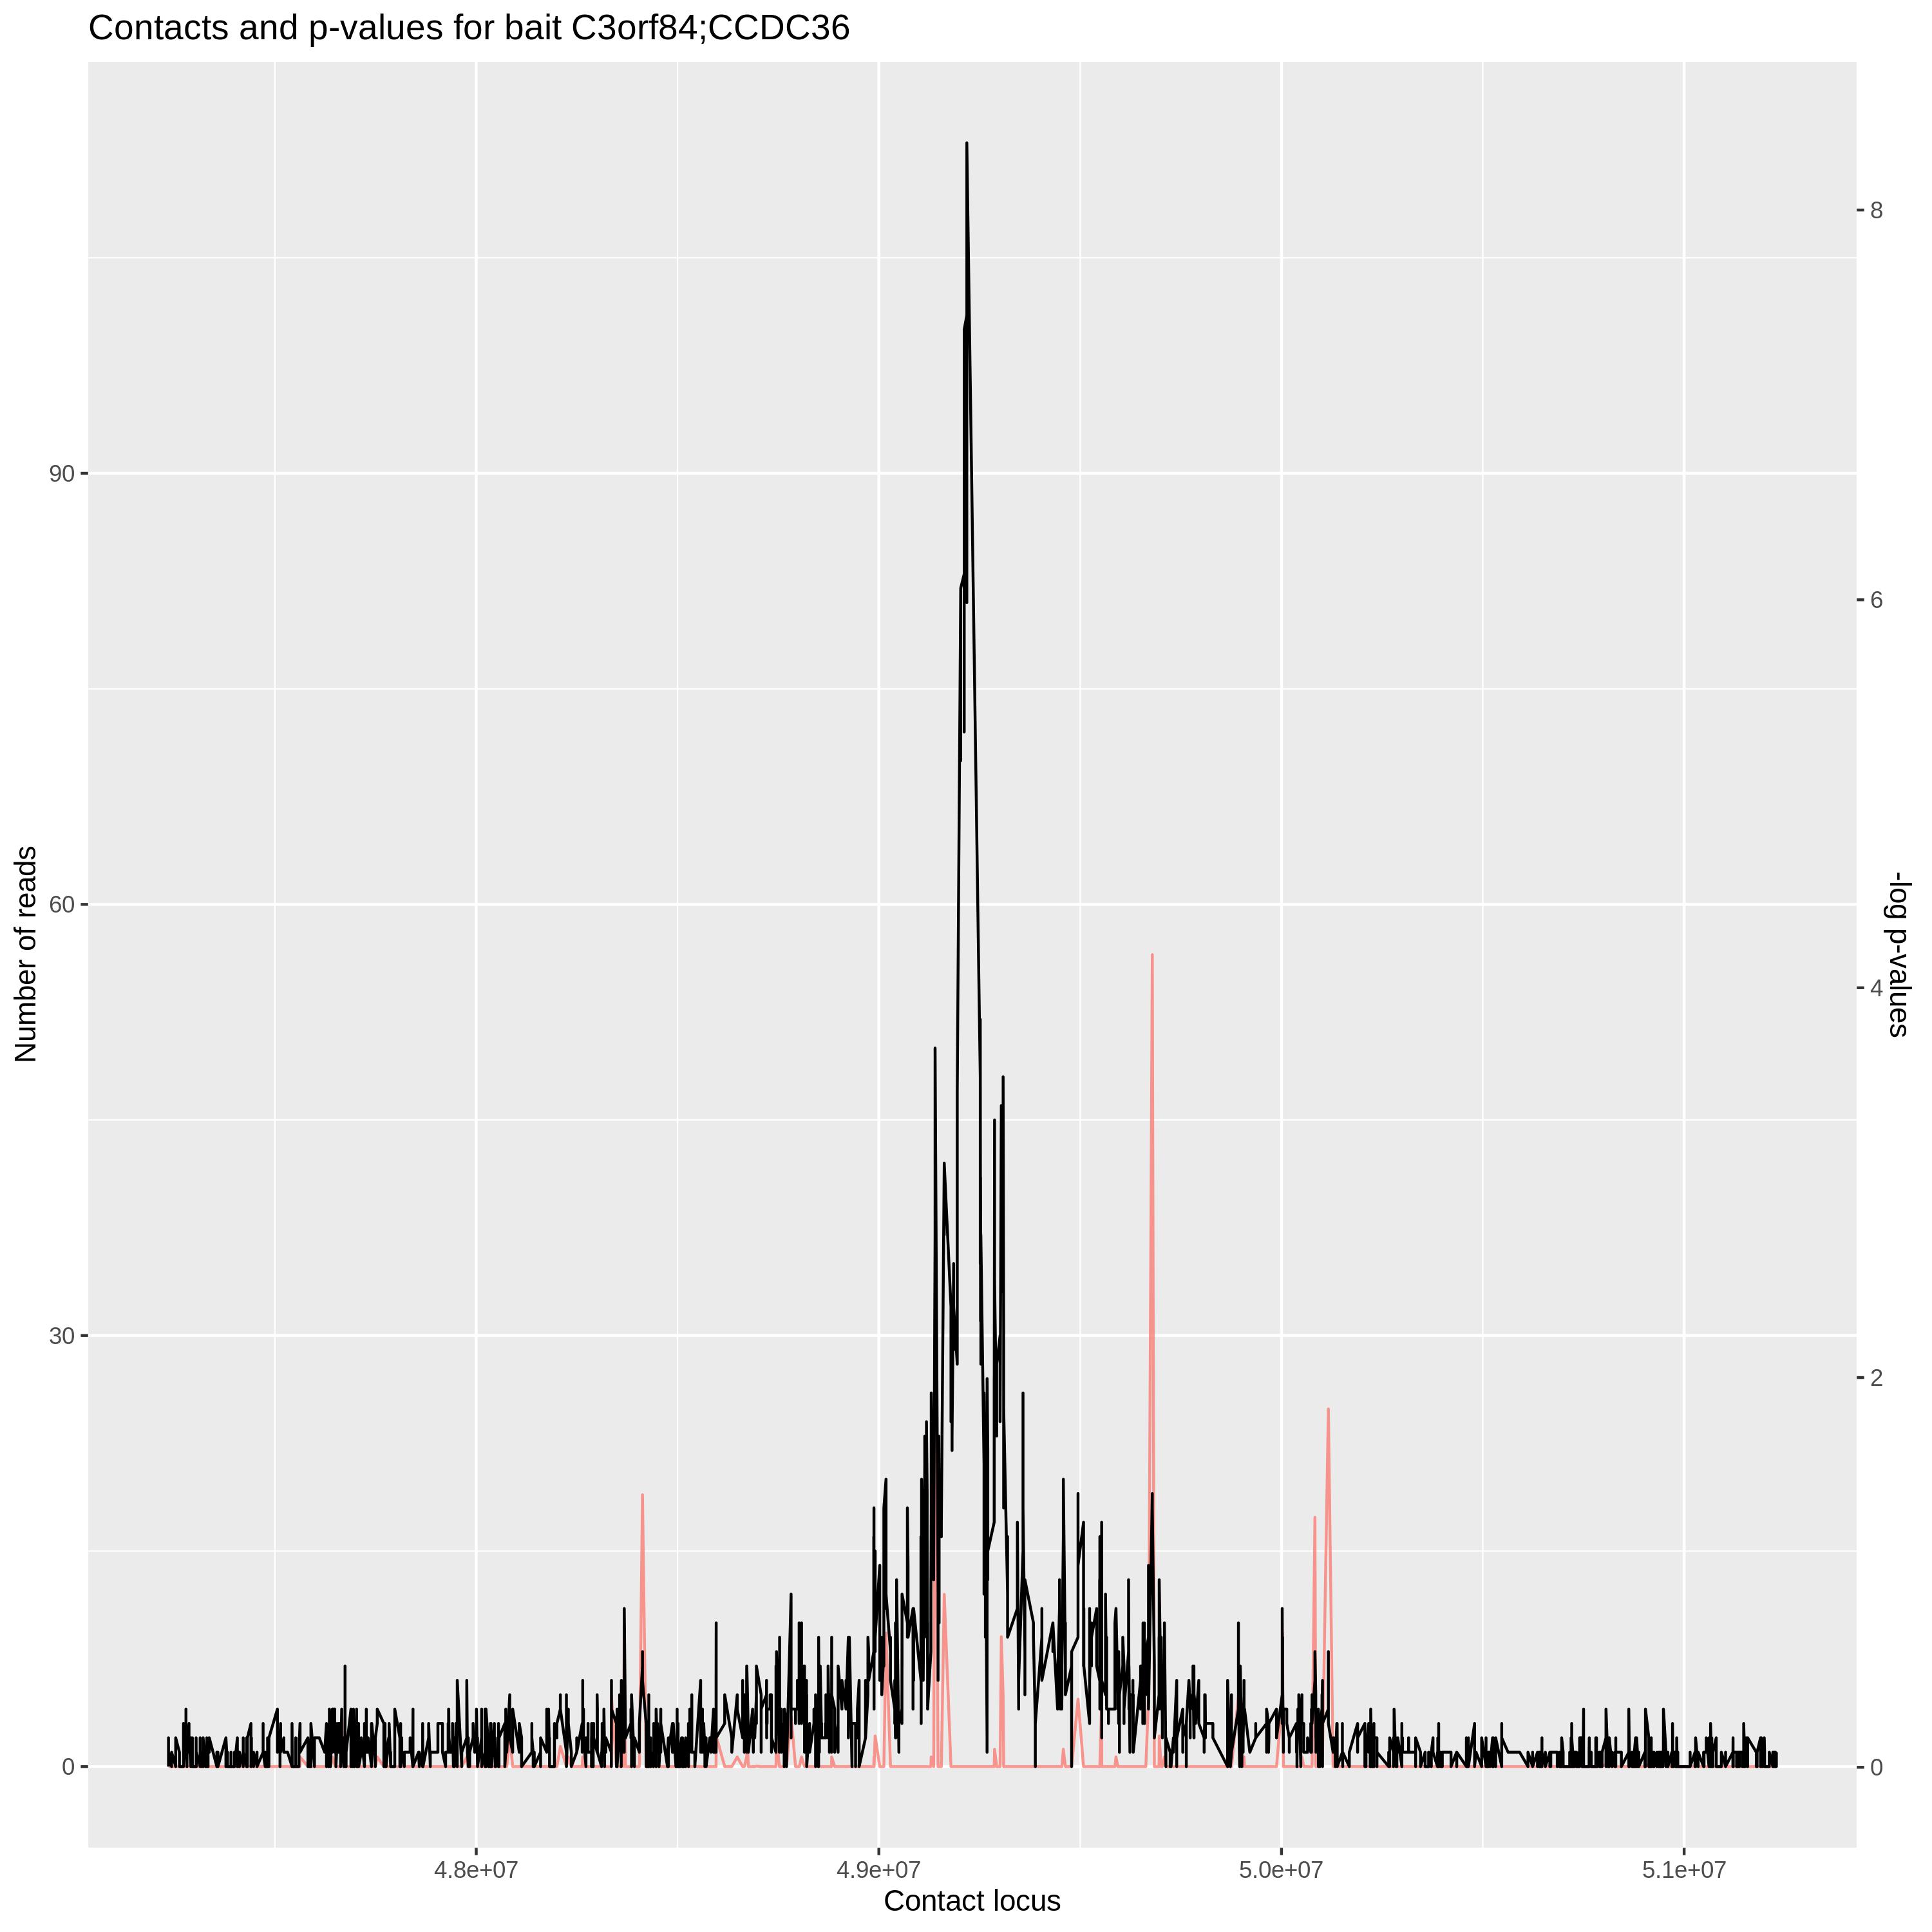 Contacts and p-values for bait C3orf84;CCDC36
Number of reads
90
60
30
0
8
6
4
2
0
-log p-values
4.8e+07
4.9e+07
5.0e+07
5.1e+07
Contact locus